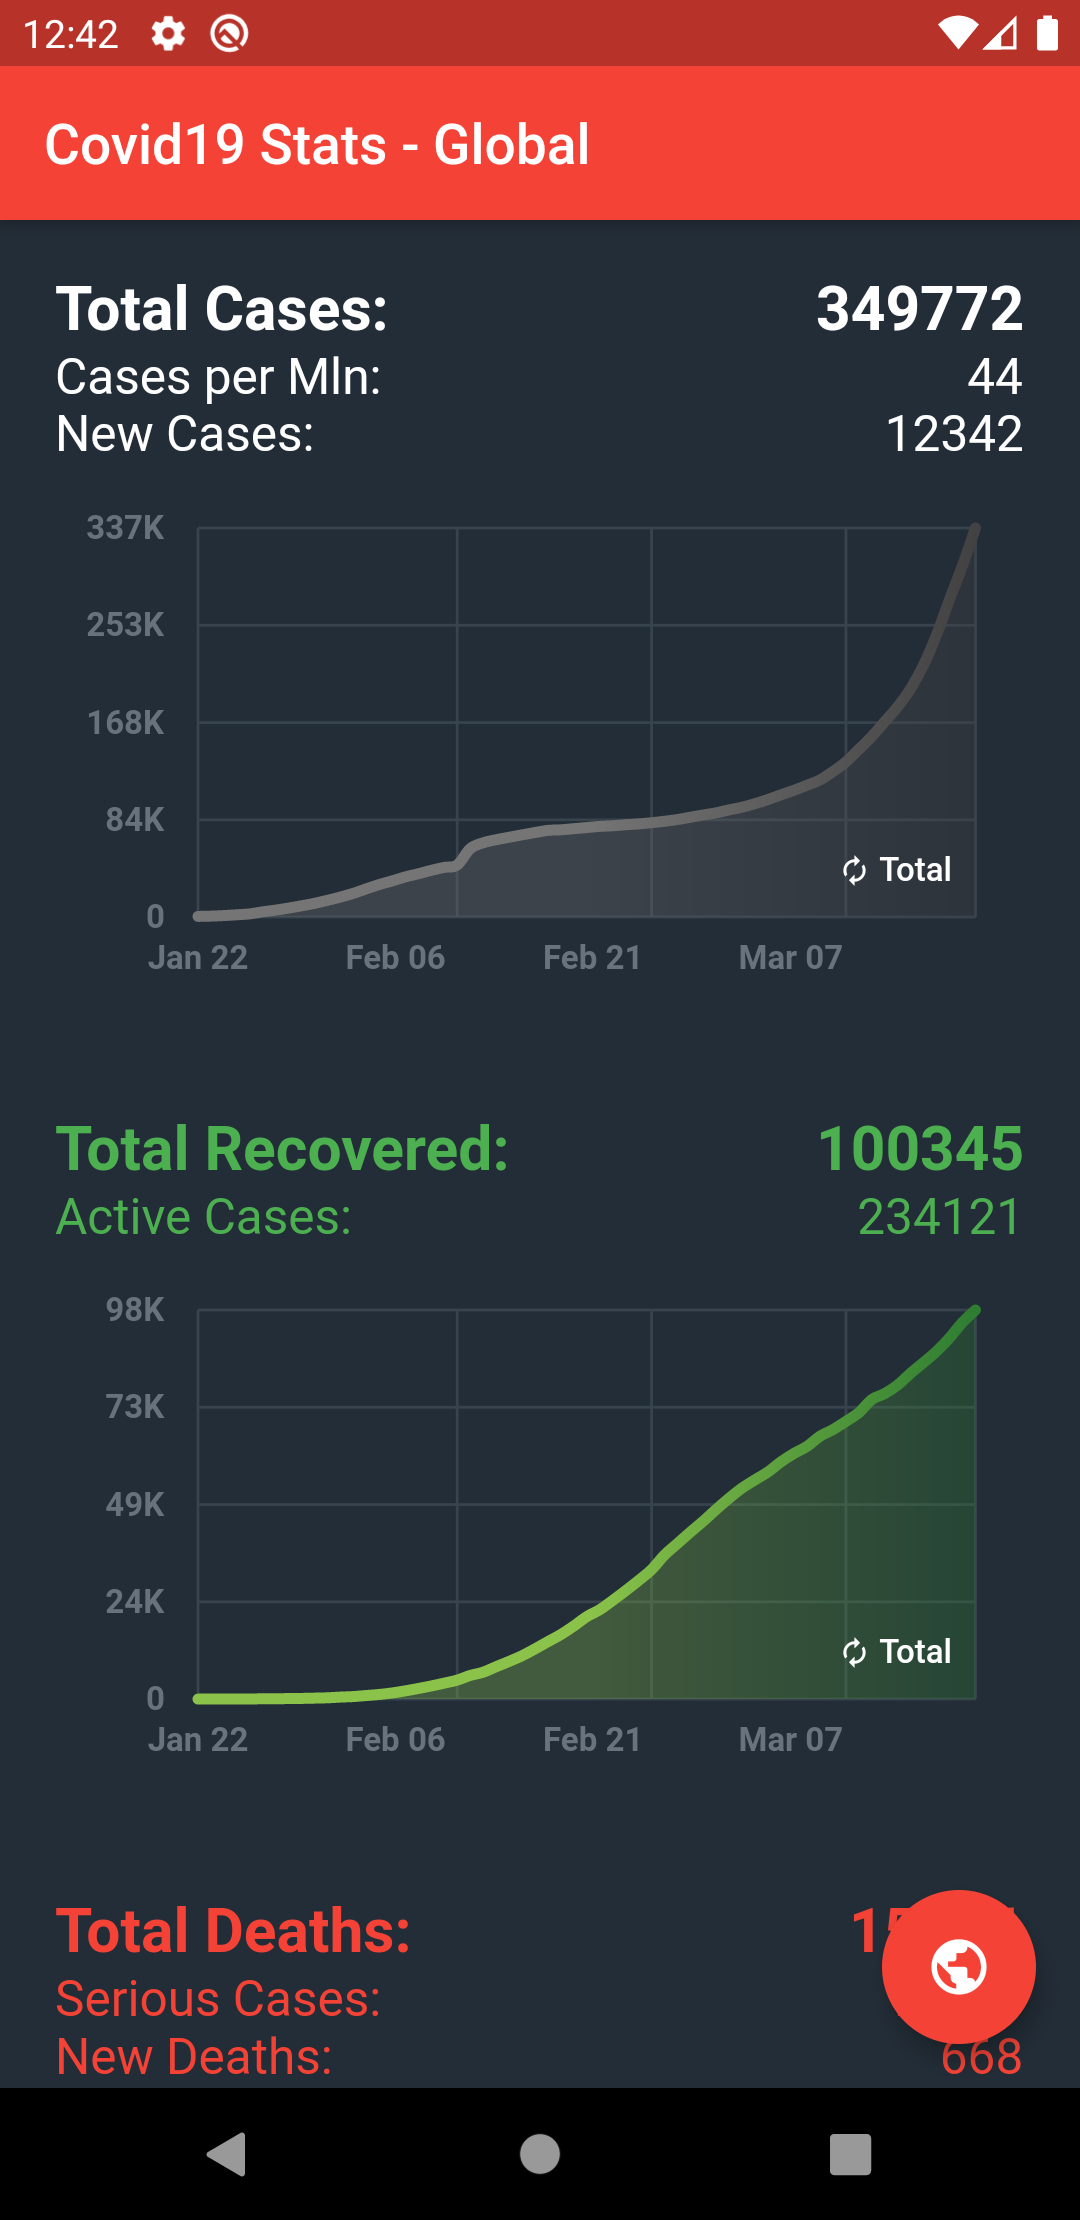 12:42
Covid19 Stats - Global
Total Cases: 349772
Cases per Mln: 44
New Cases: 12342
337K
253K
168K
84K
0
Jan 22 Feb 06 Feb 21 Mar 07
Total
Total Recovered: 100345
Active Cases: 234121
98K
73K
49K
24K
0
Jan 22 Feb 06 Feb 21 Mar 07
Total
Total Deaths:
Serious Cases:
New Deaths: 668